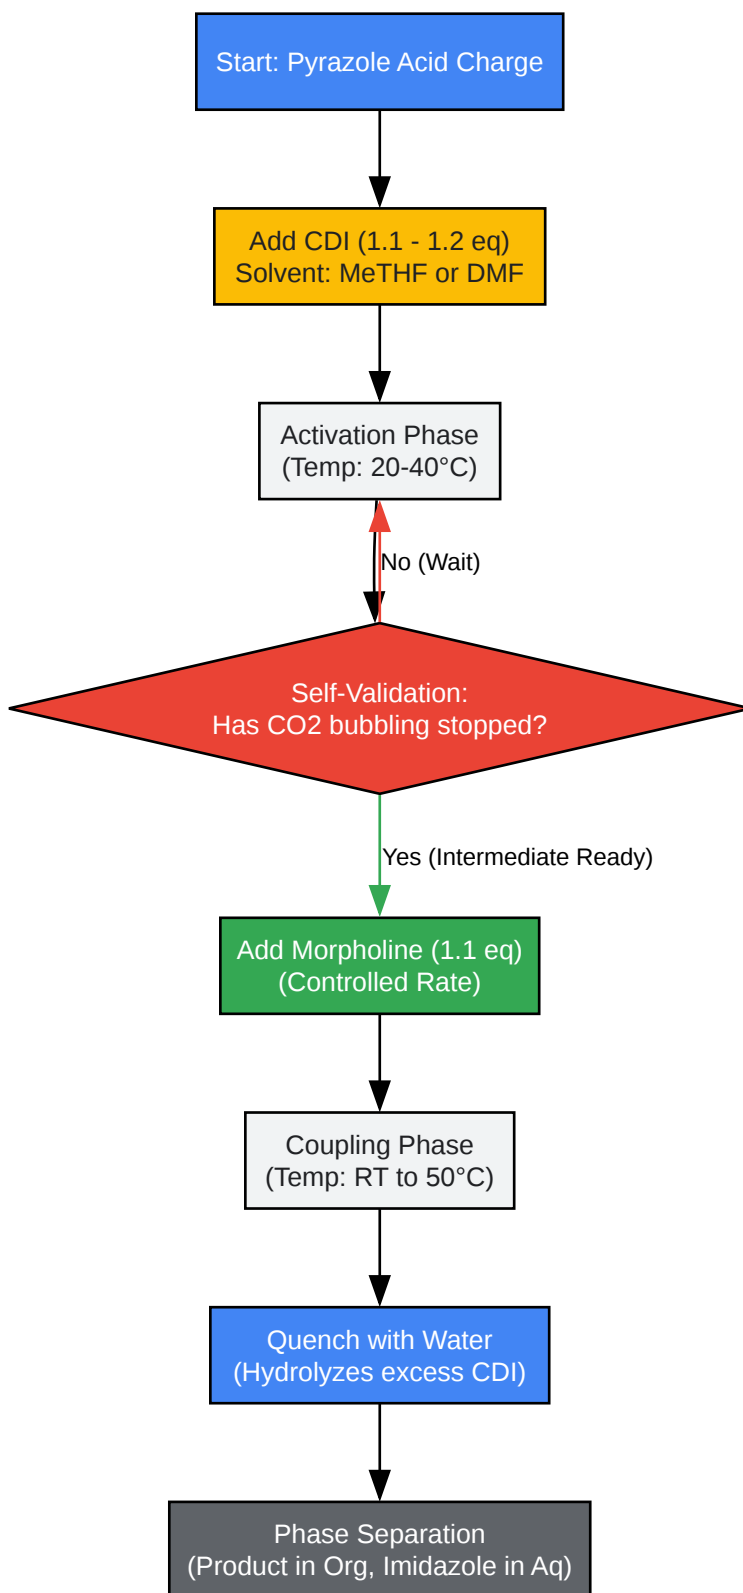 Start: Pyrazole Acid Charge
Add CDI (1.1 - 1.2 eq)
Solvent: MeTHF or DMF
Activation Phase
(Temp: 20-40°C)
No (Wait)
Self-Validation:
Has CO2 bubbling stopped?
Yes (Intermediate Ready)
Add Morpholine (1.1 eq)
(Controlled Rate)
Coupling Phase
(Temp: RT to 50°C)
Quench with Water
(Hydrolyzes excess CDI)
Phase Separation
(Product in Org, Imidazole in Aq)